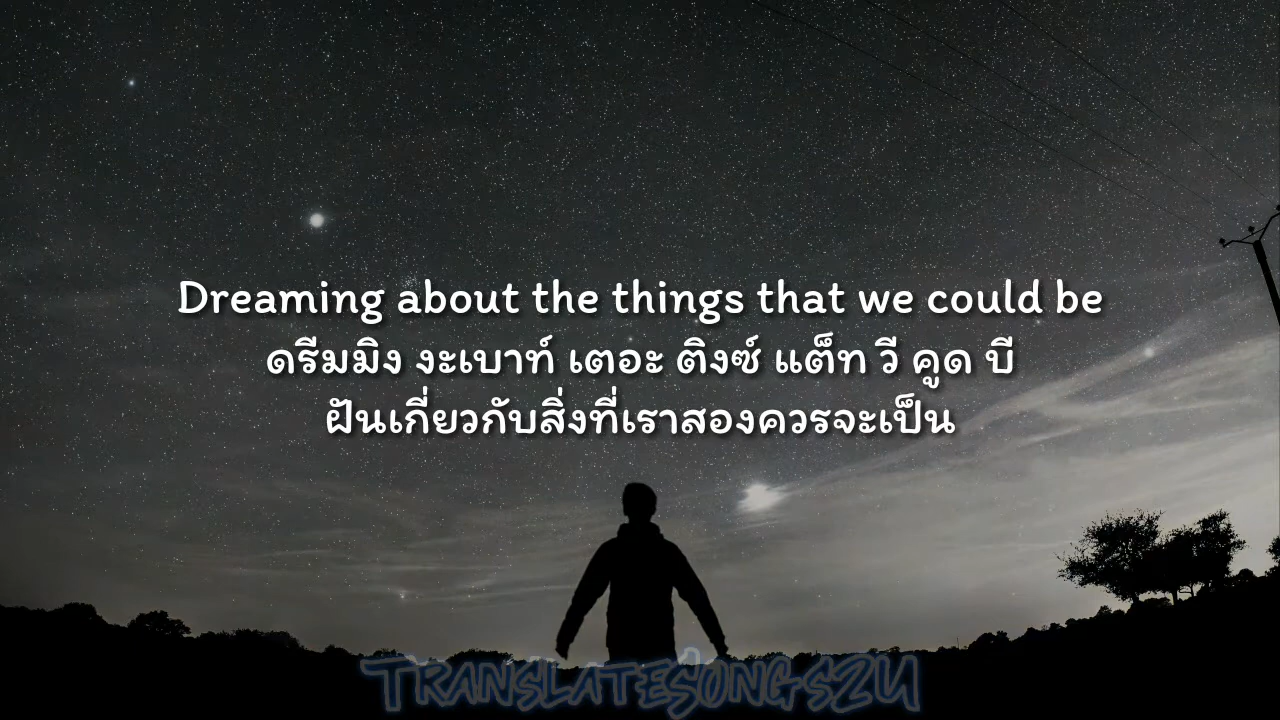 Dreaming about the things that we could be
ดรีมมิง งะเบาท์ เตอะ ติงซ์ แต็ท วี คูด บี
ฝันเกี่ยวกับสิ่งที่เราสองควรจะเป็น
TRANSLATESONGS2U